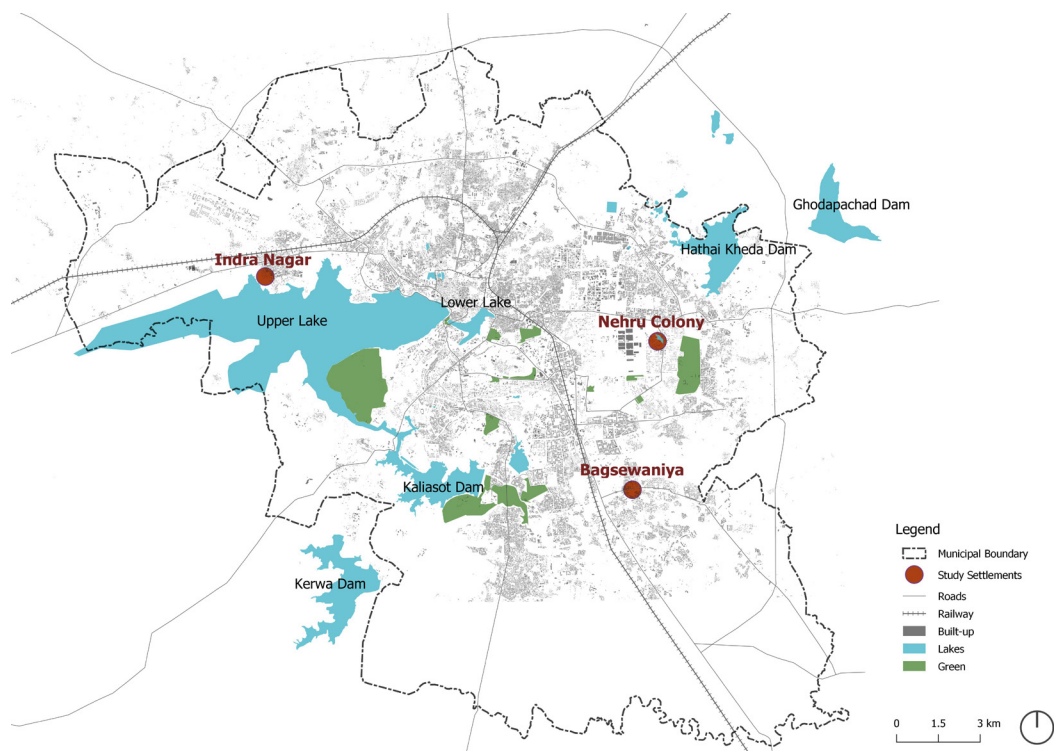 Ghodapachad Dam
Hathai Kheda Dam
Indra Nagar
Lower Lake
Upper Lake
Nehru Colony
Bagsewaniya
Kaliasot Dam
Kerwa Dam
Legend
Municipal Boundary
Study Settlements
Roads
Railway
Built-up
Lakes
Green
0 1.5 3 km